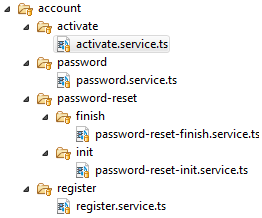 account
activate
activate.service.ts
password
password.service.ts
password-reset
finish
password-reset-finish.service.ts
init
password-reset-init.service.ts
register
register.service.ts